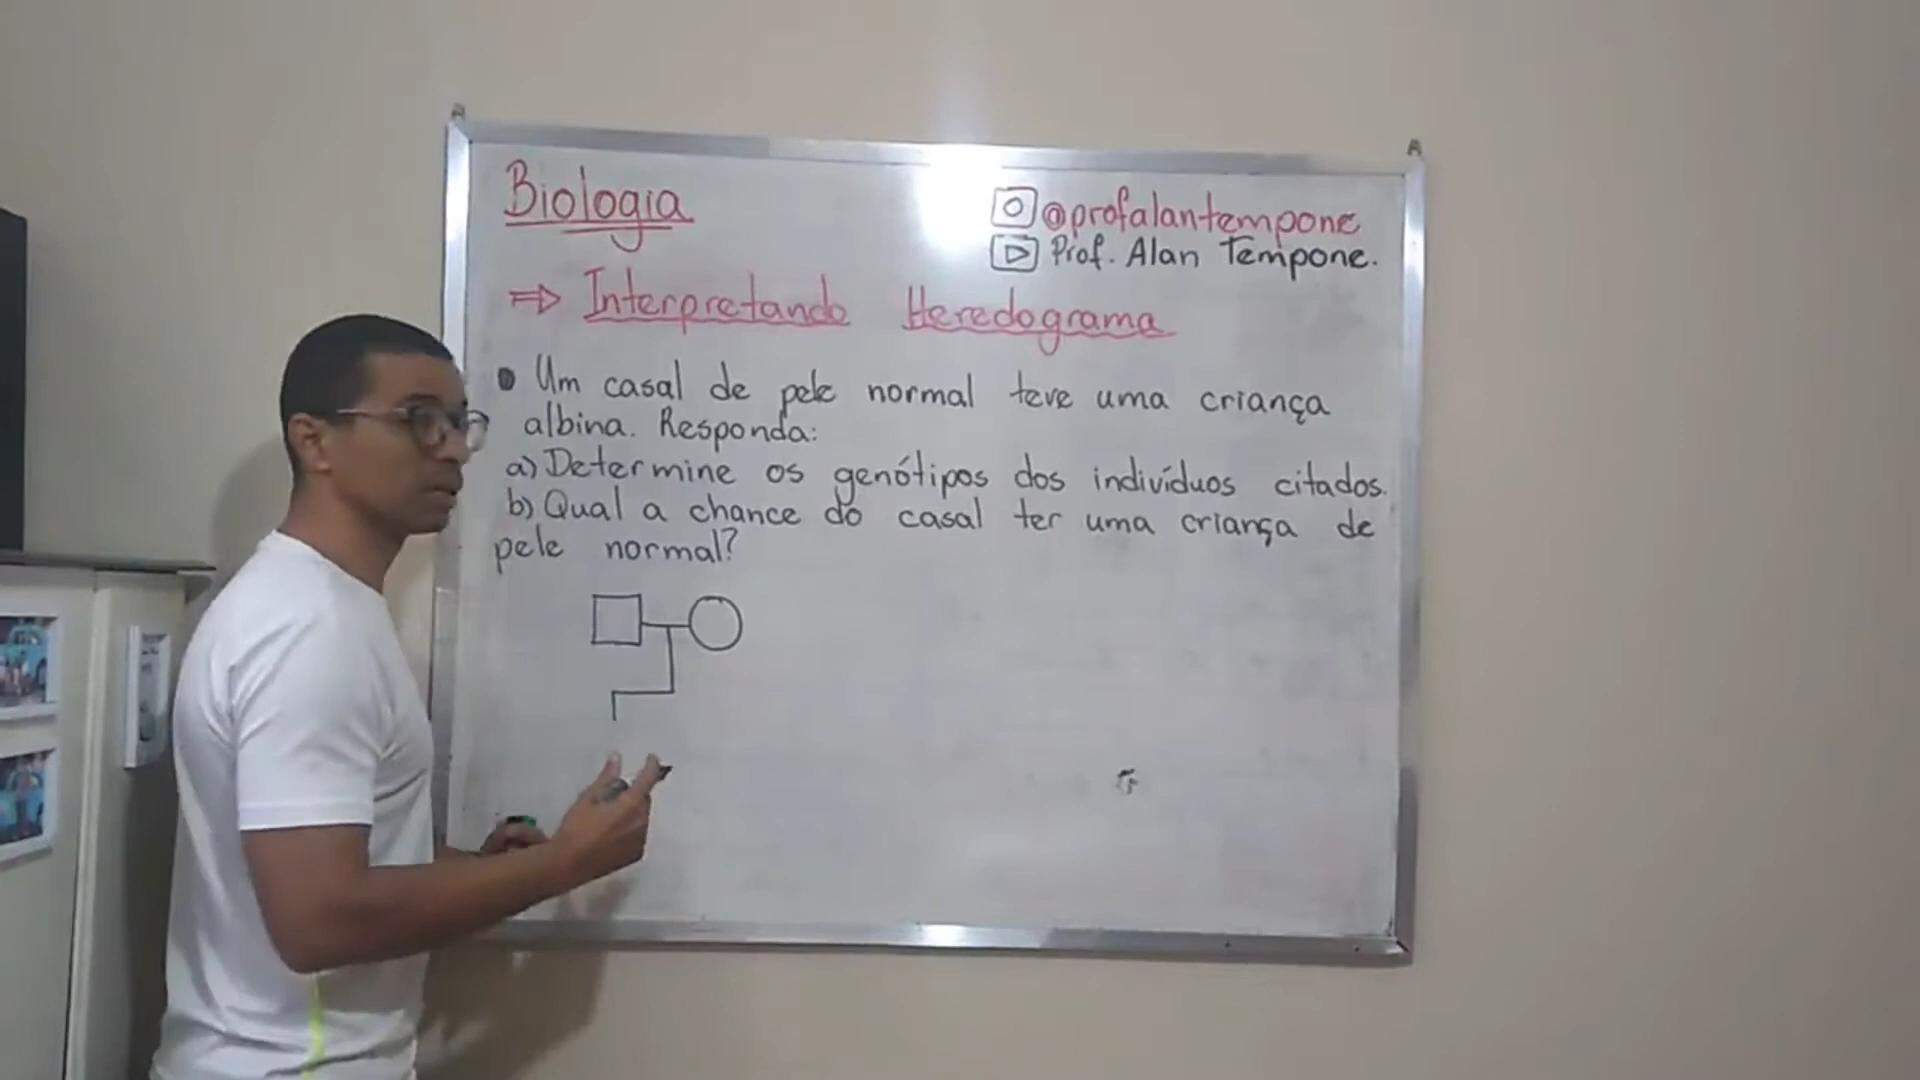 Biologia
@profalantempone
Prof. Alan Tempone.
⇒ Interpretando Heredograma
• Um casal de pele normal teve uma criança
albina. Responda:
a) Determine os genótipos dos indivíduos citados.
b) Qual a chance do casal ter uma criança de
pele normal?